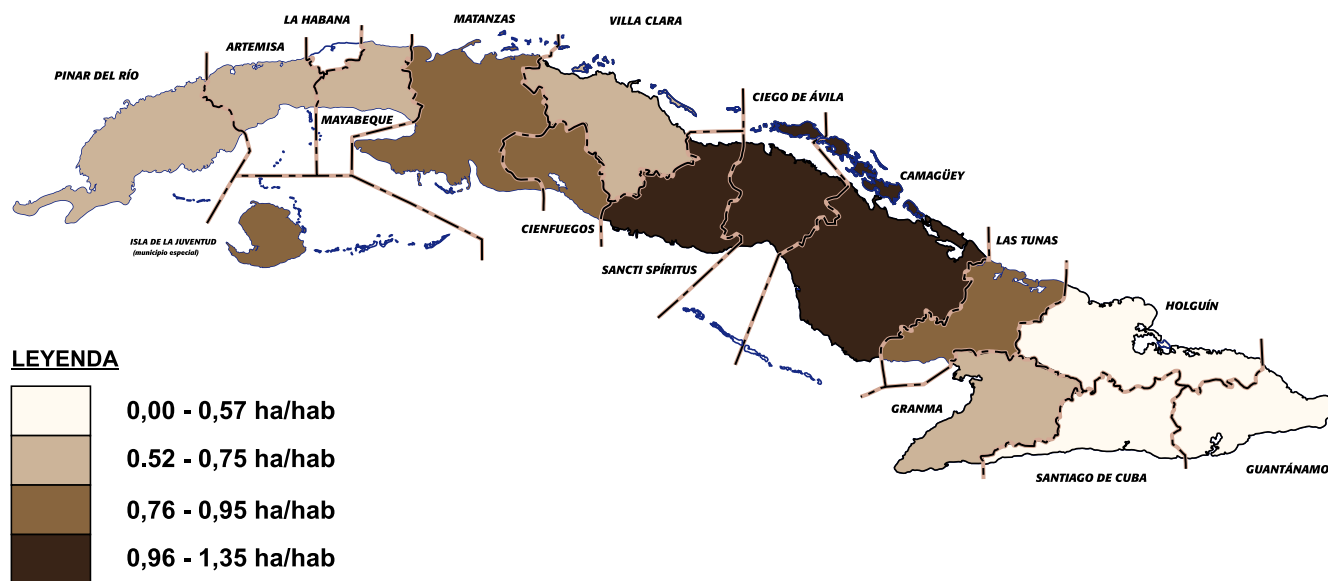 LA HABANA
MATANZAS
VILLA CLARA
ARTEMISA
PINAR DEL RÍO
CIEGO DE ÁVILA
MAYABEQUE
CAMAGÜEY
CIENFUEGOS
ISLA DE LA JUVENTUD
(municipio especial)
LAS TUNAS
SANCTI SPÍRITUS
HOLGUÍN
GRANMA
SANTIAGO DE CUBA
GUANTÁNAMO
LEYENDA
0,00 - 0,57 ha/hab
0.52 - 0,75 ha/hab
0,76 - 0,95 ha/hab
0,96 - 1,35 ha/hab